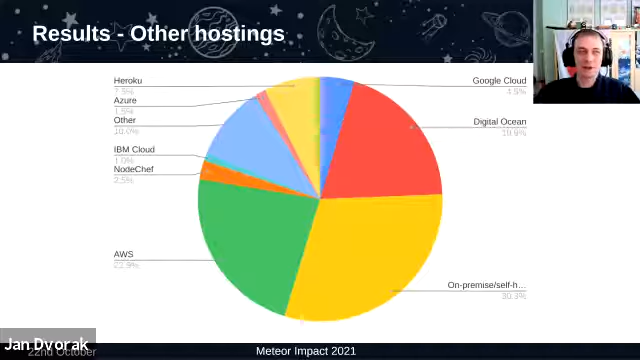 Results - Other hostings
Heroku
7.5%
Azure
1.5%
Other
10.0%
IBM Cloud
1.0%
NodeChef
2.5%
AWS
22.9%
Google Cloud
4.5%
Digital Ocean
19.9%
On-premise/self-h...
30.3%
Jan Dvorak
22nd October
Meteor Impact 2021